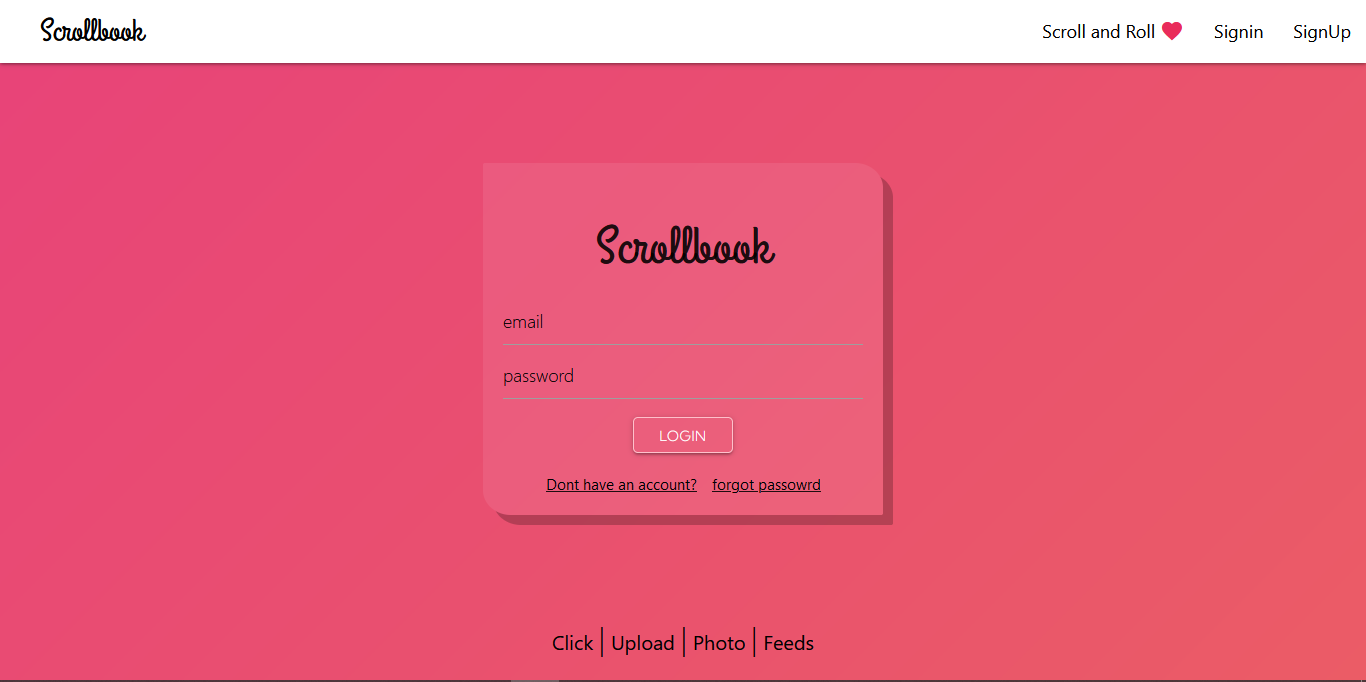 Scrollbook Scroll and Roll Signin SignUp
Scrollbook
email
password
LOGIN
Dont have an account? forgot passowrd
Click Upload Photo Feeds